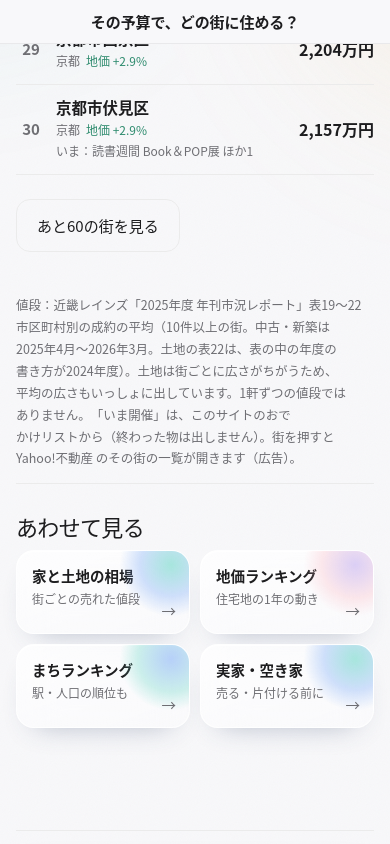 その予算で、どの街に住める？
29
2,204万円
京都 地価 +2.9%
京都市伏見区
30 京都 地価 +2.9% 2,157万円
いま：読書週間 Book＆POP展 ほか1
あと60の街を見る
値段：近畿レインズ「2025年度 年刊市況レポート」表19〜22
市区町村別の成約の平均（10件以上の街。中古・新築は
2025年4月〜2026年3月。土地の表22は、表の中の年度の
書き方が2024年度）。土地は街ごとに広さがちがうため、
平均の広さもいっしょに出しています。1軒ずつの値段では
ありません。「いま開催」は、このサイトのおで
かけリストから（終わった物は出しません）。街を押すと
Yahoo!不動産 のその街の一覧が開きます（広告）。
あわせて見る
家と土地の相場
街ごとの売れた値段
→
地価ランキング
住宅地の1年の動き
→
まちランキング
駅・人口の順位も
→
実家・空き家
売る・片付ける前に
→